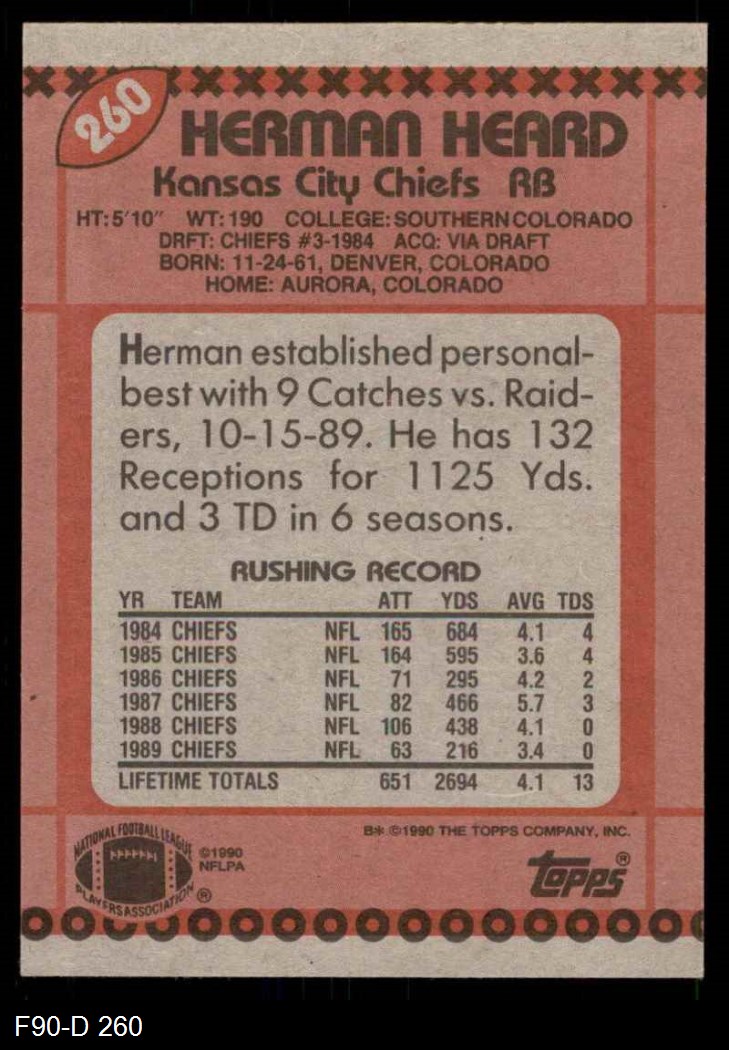 260
HERMAN HEARD
Kansas City Chiefs RB
HT: 5'10" WT: 190 COLLEGE: SOUTHERN COLORADO
DRFT: CHIEFS #3-1984 ACQ: VIA DRAFT
BORN: 11-24-61, DENVER, COLORADO
HOME: AURORA, COLORADO
Herman established personal-
best with 9 Catches vs. Raid-
ers, 10-15-89. He has 132
Receptions for 1125 Yds.
and 3 TD in 6 seasons.
RUSHING RECORD
YR TEAM ATT YDS AVG TDS
1984 CHIEFS NFL 165 684 4.1 4
1985 CHIEFS NFL 164 595 3.6 4
1986 CHIEFS NFL 71 295 4.2 2
1987 CHIEFS NFL 82 466 5.7 3
1988 CHIEFS NFL 106 438 4.1 0
1989 CHIEFS NFL 63 216 3.4 0
LIFETIME TOTALS 651 2694 4.1 13
B* ©1990 THE TOPPS COMPANY, INC.
NATIONAL FOOTBALL LEAGUE
PLAYERS ASSOCIATION ®
©1990
NFLPA
topps®
F90-D 260